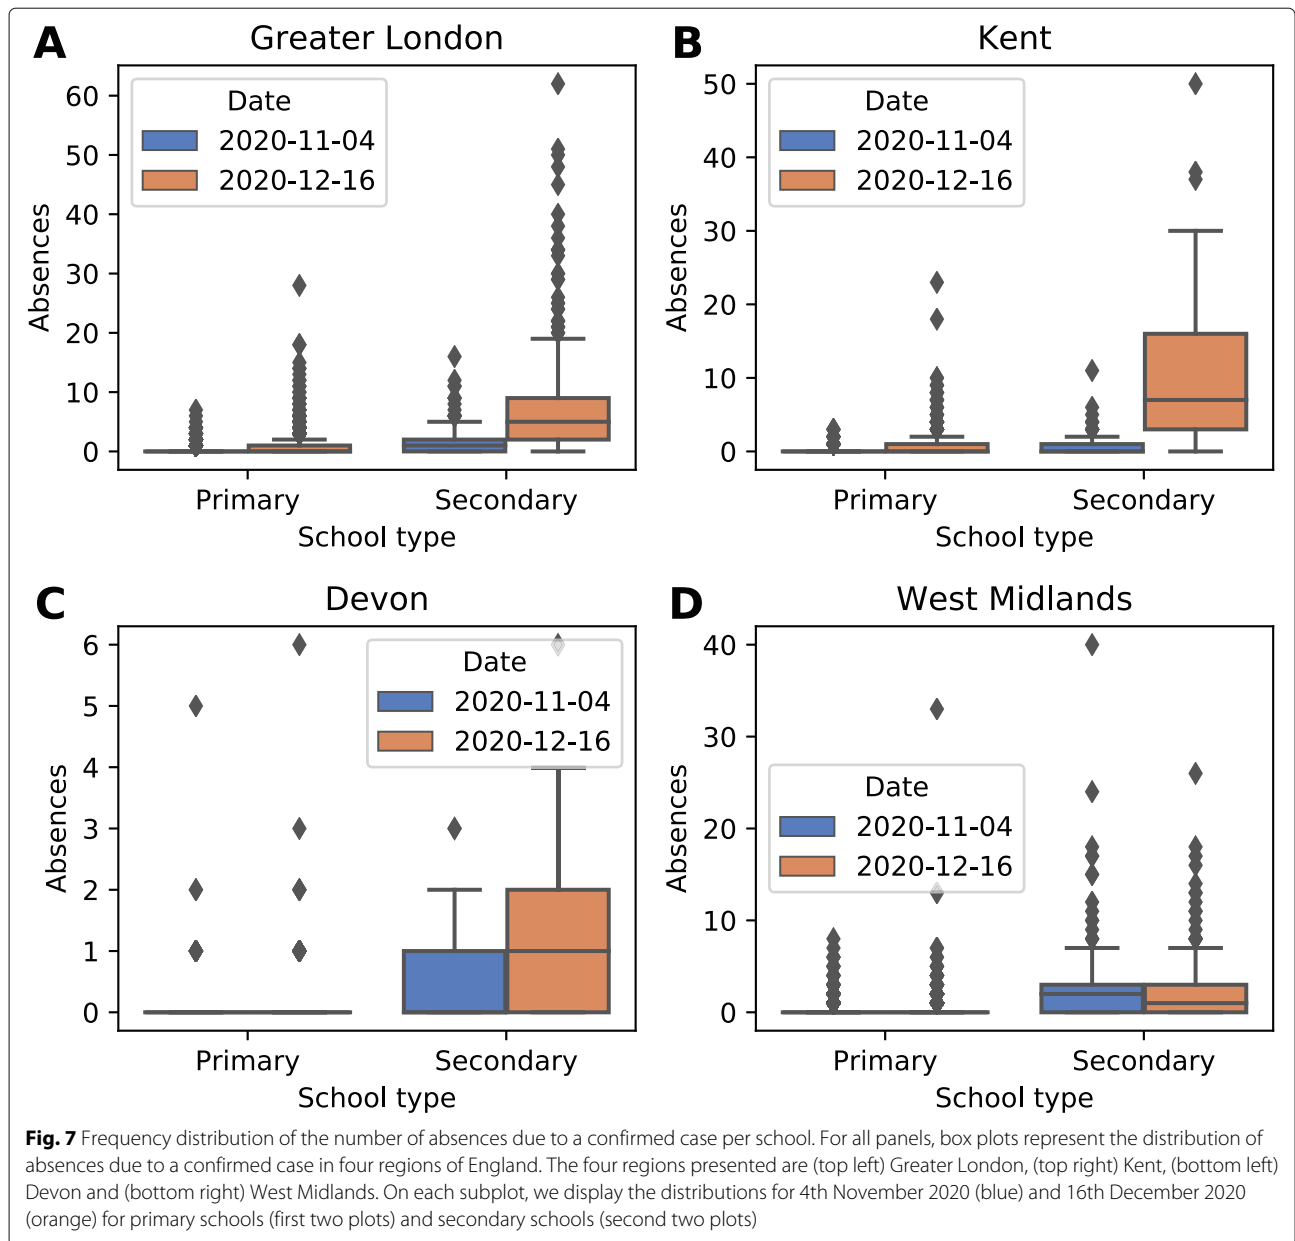 A
Greater London
60
50
40
30
20
10
0
Absences
Date
2020-11-04
2020-12-16
Primary
Secondary
School type
B
Kent
50
40
30
20
10
0
Absences
Date
2020-11-04
2020-12-16
Primary
Secondary
School type
C
Devon
6
5
4
3
2
1
0
Absences
Date
2020-11-04
2020-12-16
Primary
Secondary
School type
D
West Midlands
40
30
20
10
0
Absences
Date
2020-11-04
2020-12-16
Primary
Secondary
School type
Fig. 7 Frequency distribution of the number of absences due to a confirmed case per school. For all panels, box plots represent the distribution of
absences due to a confirmed case in four regions of England. The four regions presented are (top left) Greater London, (top right) Kent, (bottom left)
Devon and (bottom right) West Midlands. On each subplot, we display the distributions for 4th November 2020 (blue) and 16th December 2020
(orange) for primary schools (first two plots) and secondary schools (second two plots)